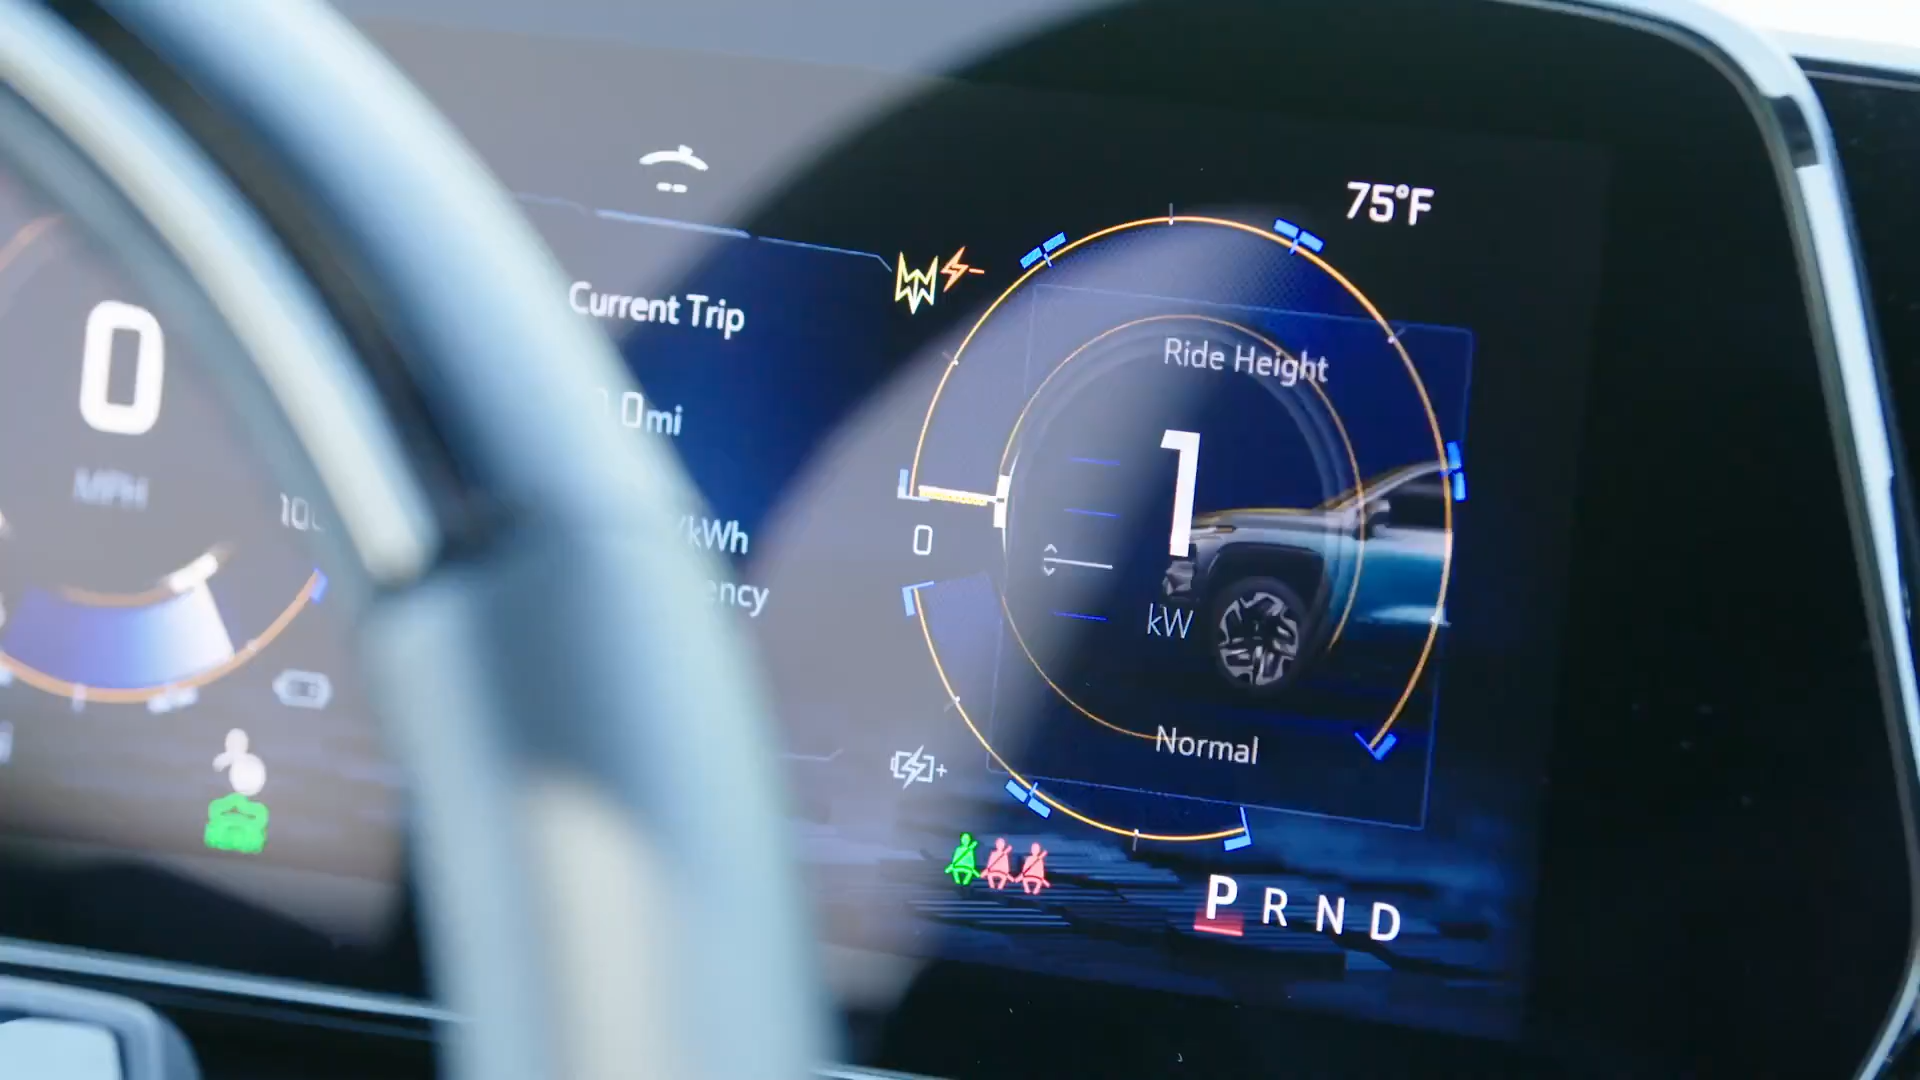 75°F
Current Trip
Ride Height
0
0mi
1
MPH
kWh
0
kW
Normal
P R N D